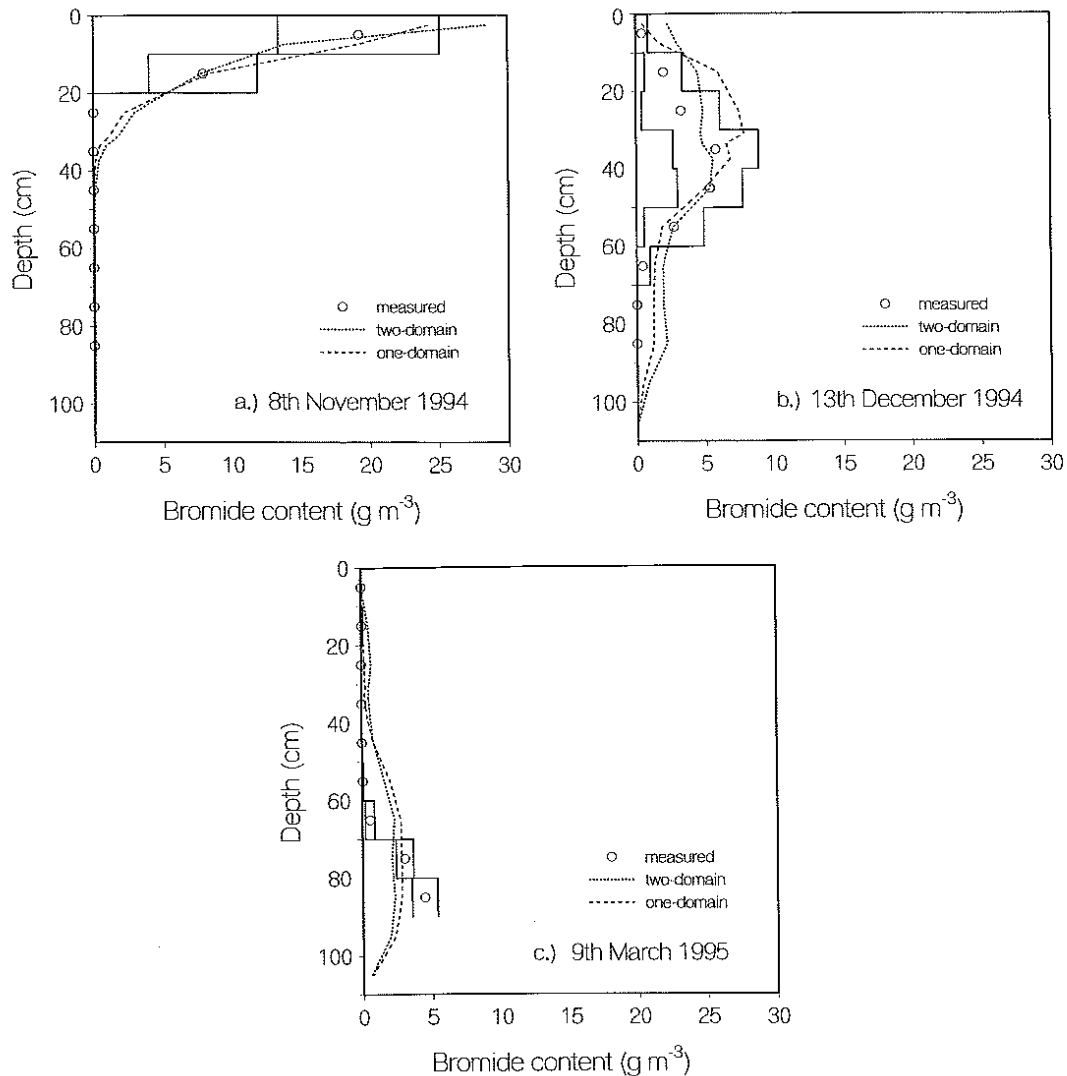 0
20
40
60
80
100
Depth (cm)
measured
two-domain
one-domain
a.) 8th November 1994
0 5 10 15 20 25 30
Bromide content (g m-3)
0
20
40
60
80
100
Depth (cm)
measured
two-domain
one-domain
b.) 13th December 1994
0 5 10 15 20 25 30
Bromide content (g m-3)
0
20
40
60
80
100
Depth (cm)
measured
two-domain
one-domain
c.) 9th March 1995
0 5 10 15 20 25 30
Bromide content (g m-3)